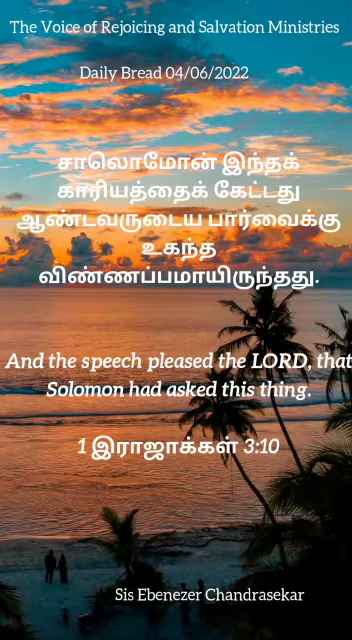 The Voice of Rejoicing and Salvation Ministries
Daily Bread 04/06/2022
சாலொமோன் இந்தக்
காரியத்தைக் கேட்டது
ஆண்டவருடைய பார்வைக்கு
உகந்த
விண்ணப்பமாயிருந்தது.
And the speech pleased the LORD, that
Solomon had asked this thing.
1 இராஜாக்கள் 3:10
Sis Ebenezer Chandrasekar